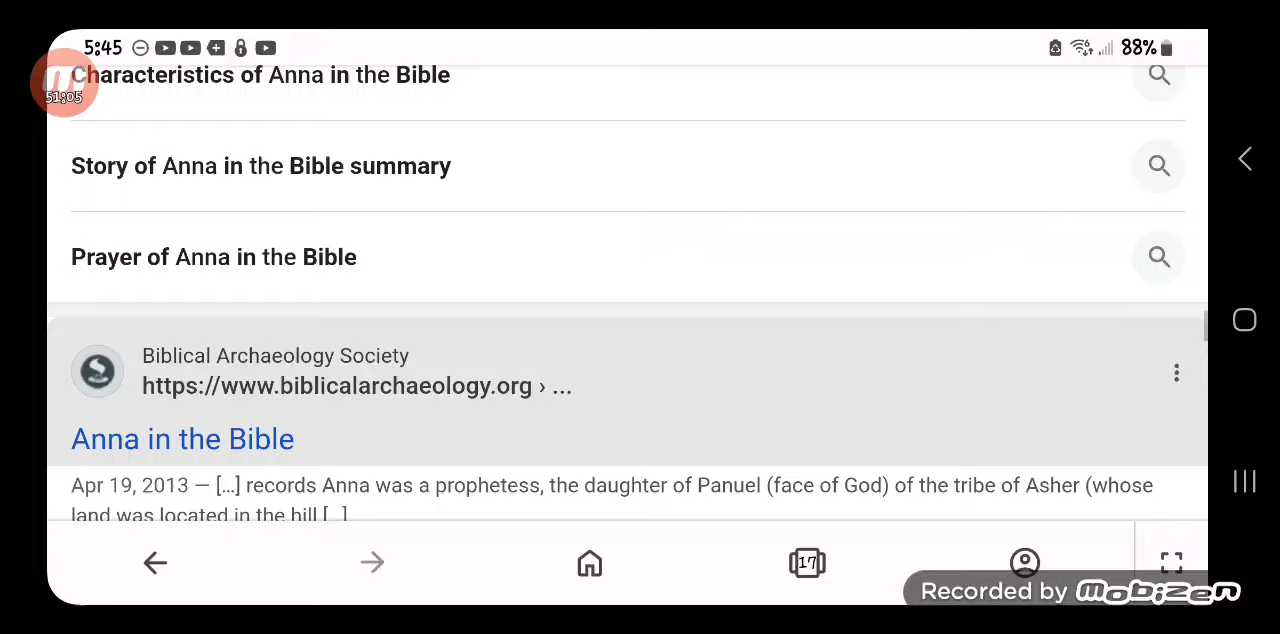 5:45
88%
51:05
Characteristics of Anna in the Bible
Story of Anna in the Bible summary
Prayer of Anna in the Bible
Biblical Archaeology Society
https://www.biblicalarchaeology.org › ...
Anna in the Bible
Apr 19, 2013 — [...] records Anna was a prophetess, the daughter of Panuel (face of God) of the tribe of Asher (whose
land was located in the hill [...]
17
Recorded by mobizen